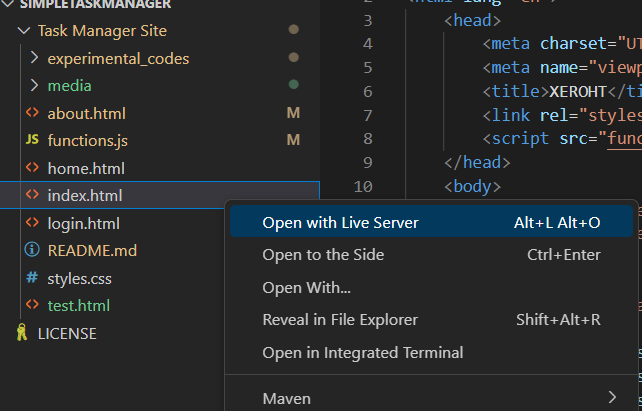 SIMPLETASKMANAGER
Task Manager Site
experimental_codes
media
about.html M
JS functions.js M
home.html
index.html
login.html
README.md
# styles.css
test.html
LICENSE
2
3 <head>
4 <meta charset="UT
5 <meta name="viewp
6 <title>XEROHT</ti
7 <link rel="styles
8 <script src="func
9 </head>
10 <body>
Open with Live Server Alt+L Alt+O
Open to the Side Ctrl+Enter
Open With...
Reveal in File Explorer Shift+Alt+R
Open in Integrated Terminal
Maven